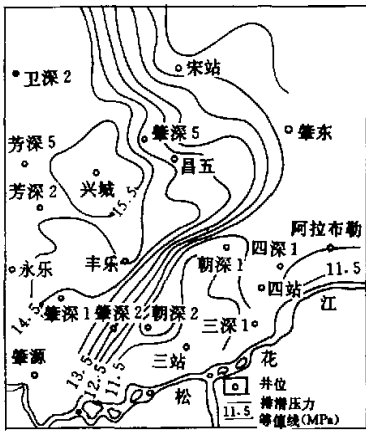 宋站
卫深2
肇深5
肇东
芳深5
昌五
兴城
芳深2
15.5
阿拉布勒
丰乐
朝深1
四深1
永乐
11.5
四站
14.5
肇深1
肇深2
朝深2
三深1
江
肇源
13.5
12.5
11.5
三站
花
松
井位
11.5
排潜压力
等值线(MPa)